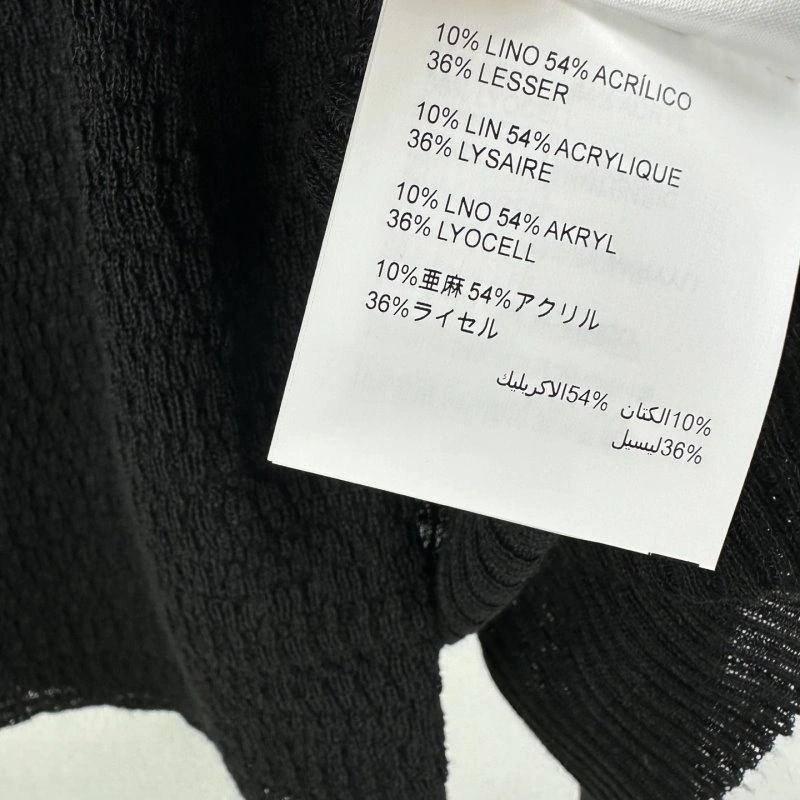 10% LINO 54% ACRÍLICO
36% LESSER
10% LIN 54% ACRYLIQUE
36% LYSAIRE
10% LNO 54% AKRYL
36% LYOCELL
10%亜麻 54%アクリル
36%ライセル
10%الكتان 54%الاكريليك
36%ليسيل